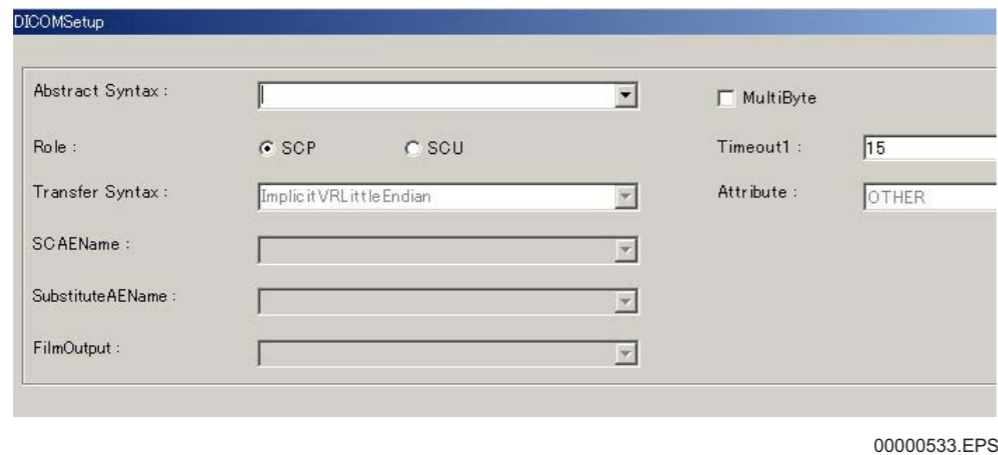 DICOMSetup
Abstract Syntax :
MultiByte
Role : SCP SCU Timeout1 : 15
Transfer Syntax : ImplicitVRLittleEndian Attribute : OTHER
SCAEName :
SubstituteAEName :
FilmOutput :
00000533.EPS